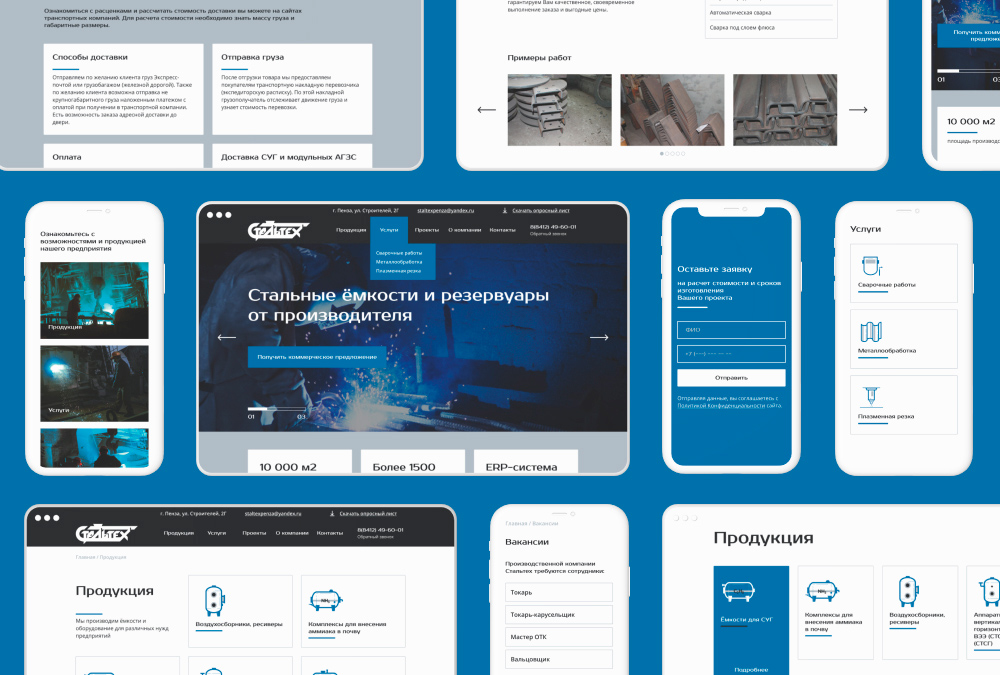 Ознакомиться с расценками и рассчитать стоимость доставки вы можете на сайтах
транспортных компаний. Для расчета стоимости необходимо знать массу груза и
габаритные размеры.
Способы доставки
Отправляем по желанию клиента груз Экспресс-
почтой или грузобагажом (железной дорогой). Также
по желанию клиента возможна отправка не
крупногабаритного груза наложенным платежом с
оплатой при получении в транспортной компании.
Есть возможность заказа адресной доставки до
двери.
Отправка груза
После отгрузки товара мы предоставляем
покупателям транспортную накладную перевозчика
(экспедиторскую расписку). По этой накладной
грузополучатель отслеживает движение груза и
узнает стоимость перевозки.
Оплата
Доставка СУГ и модульных АГЗС
гарантируем Вам качественное, своевременное
выполнение заказа и выгодные цены.
Автоматическая сварка
Сварка под слоем флюса
Примеры работ
Получить комм
предлож
01
03
10 000 м2
площадь производс
Ознакомьтесь с
возможностями и продукцией
нашего предприятия
Продукция
Услуги
г. Пенза, ул. Строителей, 2Г
staltexpenza@yandex.ru
Скачать опросный лист
Стальтех
Продукция
Услуги
Проекты
О компании
Контакты
8(8412) 49-60-01
Обратный звонок
Сварочные работы
Металлообработка
Плазменная резка
Стальные ёмкости и резервуары
от производителя
Получить коммерческое предложение
01
03
10 000 м2
Более 1500
ERP-система
Оставьте заявку
на расчет стоимости и сроков
изготовления
Вашего проекта
ФИО
+7 (---) --- -- --
Отправить
Отправляя данные, вы соглашаетесь с
Политикой Конфиденциальности сайта.
Услуги
Сварочные работы
Металлообработка
Плазменная резка
г. Пенза, ул. Строителей, 2Г
staltexpenza@yandex.ru
Скачать опросный лист
Стальтех
Продукция
Услуги
Проекты
О компании
Контакты
8(8412) 49-60-01
Обратный звонок
Главная / Продукция
Продукция
Мы производим ёмкости и
оборудование для различных нужд
предприятий
Воздухосборники, ресиверы
NH3
Комплексы для внесения
аммиака в почву
Главная / Вакансии
Вакансии
Производственной компании
Стальтех требуются сотрудники:
Токарь
Токарь-карусельщик
Мастер ОТК
Вальцовщик
Продукция
Ёмкости для СУГ
Подробнее
NH3
Комплексы для
внесения аммиака
в почву
Воздухосборники,
ресиверы
Аппарат
вертика
горизонт
ВЭЭ (СТС
(СТСГ)